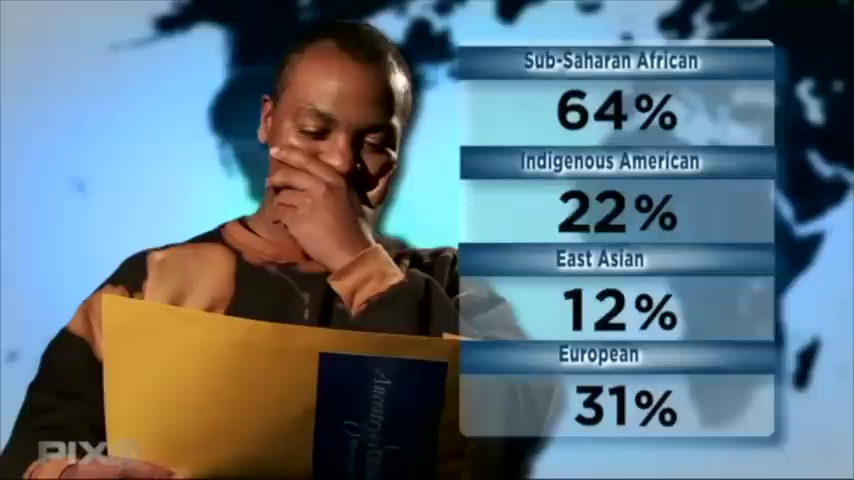 Sub-Saharan African
64%
Indigenous American
22%
East Asian
12%
European
31%
PIX